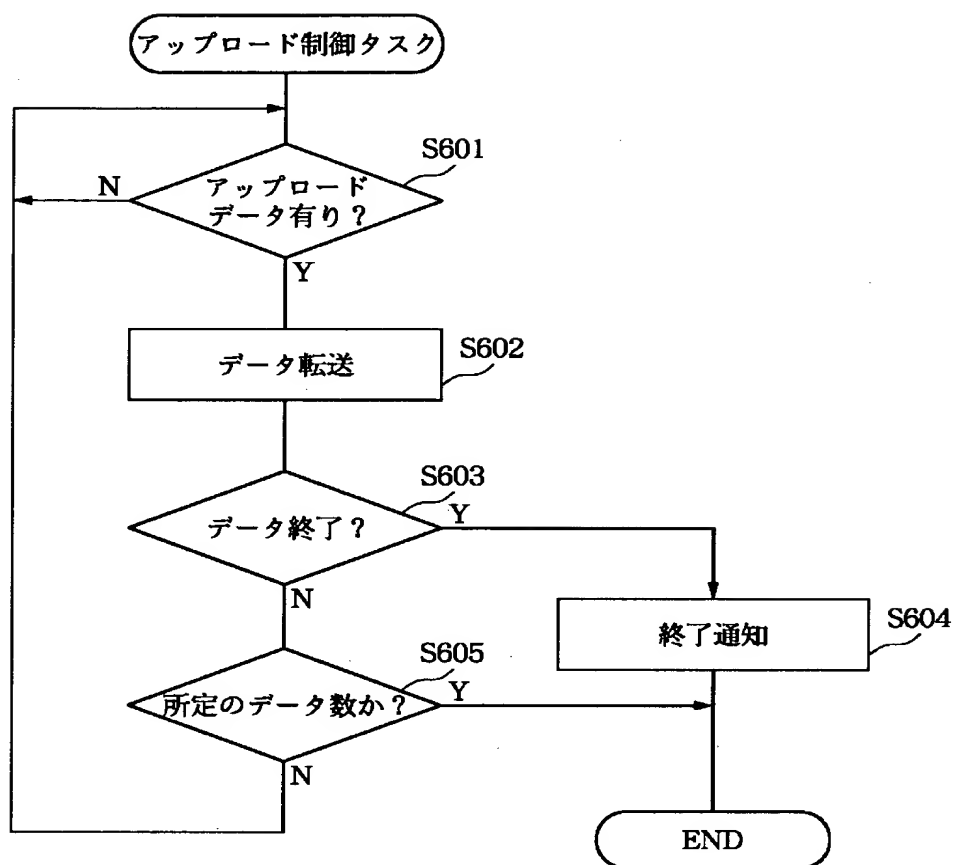 アップロード制御タスク
S601
アップロード
データ有り？
N
Y
データ転送
S602
S603
データ終了？
Y
N
終了通知
S604
S605
所定のデータ数か？
Y
N
END